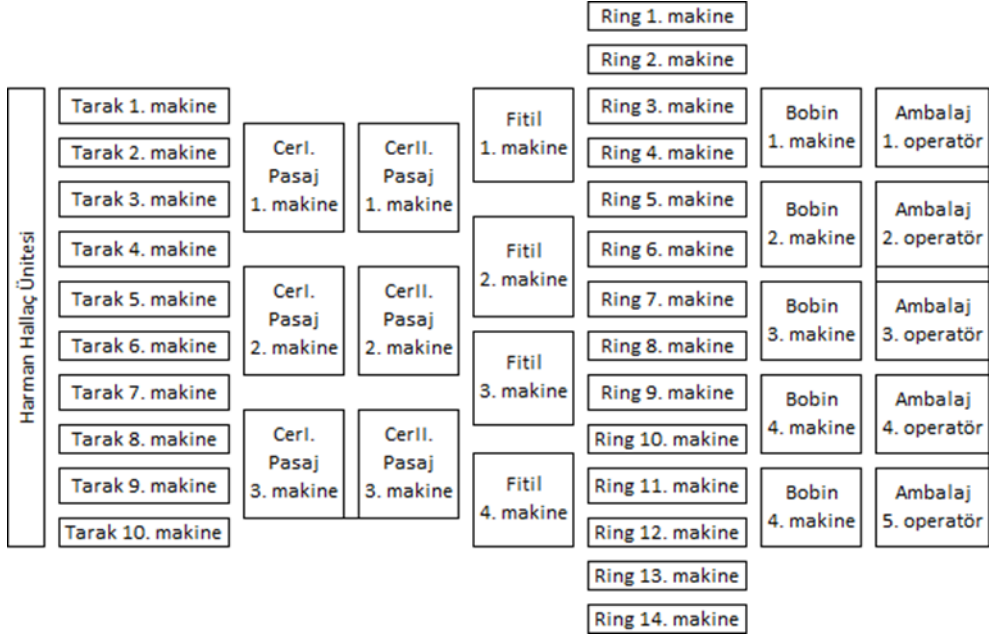 Harman Hallaç Ünitesi
Tarak 1. makine
Tarak 2. makine
Tarak 3. makine
Tarak 4. makine
Tarak 5. makine
Tarak 6. makine
Tarak 7. makine
Tarak 8. makine
Tarak 9. makine
Tarak 10. makine
CerI.
Pasaj
1. makine
CerI.
Pasaj
2. makine
CerI.
Pasaj
3. makine
CerII.
Pasaj
1. makine
CerII.
Pasaj
2. makine
CerII.
Pasaj
3. makine
Fitil
1. makine
Fitil
2. makine
Fitil
3. makine
Fitil
4. makine
Ring 1. makine
Ring 2. makine
Ring 3. makine
Ring 4. makine
Ring 5. makine
Ring 6. makine
Ring 7. makine
Ring 8. makine
Ring 9. makine
Ring 10. makine
Ring 11. makine
Ring 12. makine
Ring 13. makine
Ring 14. makine
Bobin
1. makine
Bobin
2. makine
Bobin
3. makine
Bobin
4. makine
Bobin
4. makine
Ambalaj
1. operatör
Ambalaj
2. operatör
Ambalaj
3. operatör
Ambalaj
4. operatör
Ambalaj
5. operatör